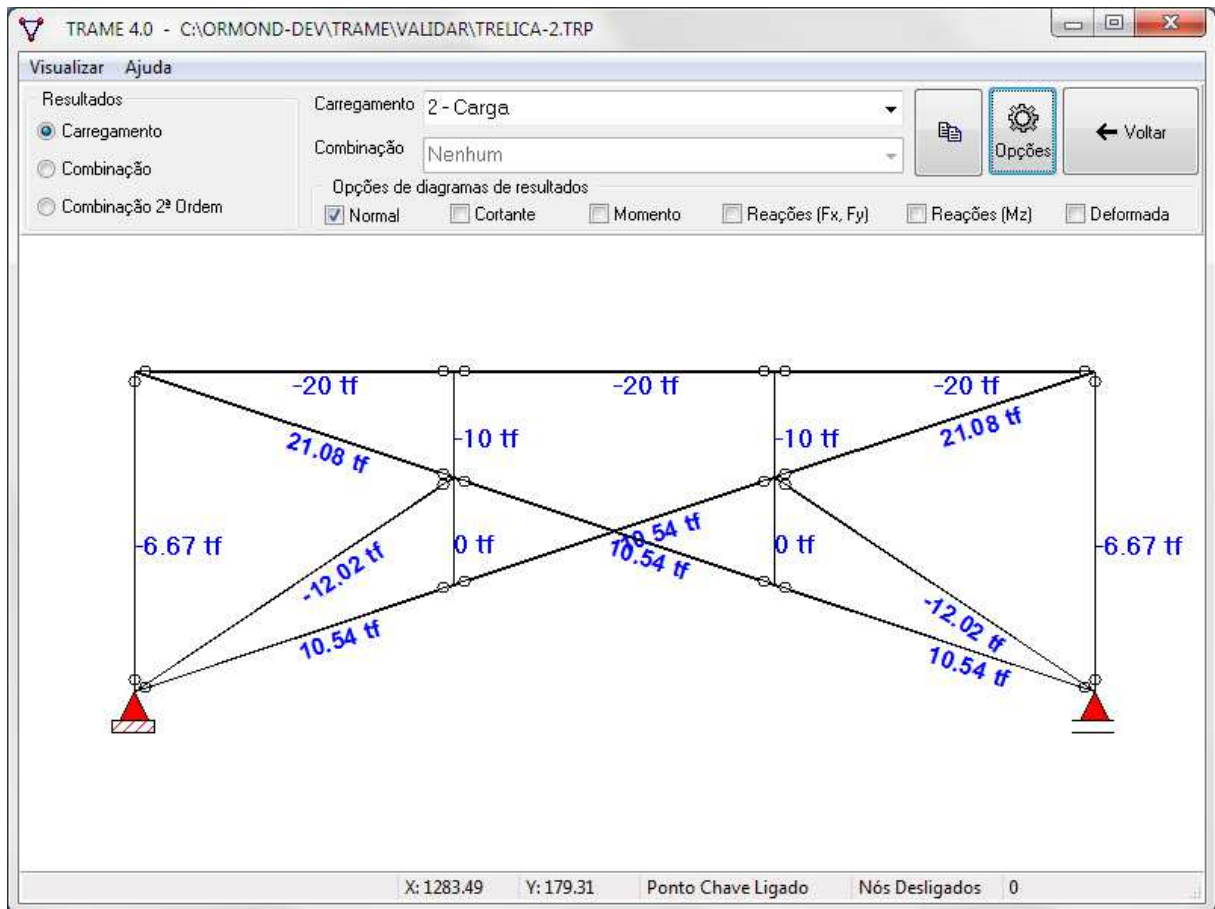 TRAME 4.0 - C:\ORMOND-DEV\TRAME\VALIDAR\TRELICA-2.TRP
Visualizar Ajuda
Resultados
Carregamento
Combinação
Combinação 2ª Ordem
Carregamento 2 - Carga
Combinação Nenhum
Opções de diagramas de resultados
Normal Cortante Momento Reações (Fx, Fy) Reações (Mz) Deformada
Opções
Voltar
-20 tf -20 tf -20 tf
21.08 tf -10 tf -10 tf 21.08 tf
-6.67 tf -12.02 tf 0 tf 10.54 tf 10.54 tf 0 tf -12.02 tf -6.67 tf
10.54 tf 10.54 tf
X: 1283.49 Y: 179.31 Ponto Chave Ligado Nós Desligados 0